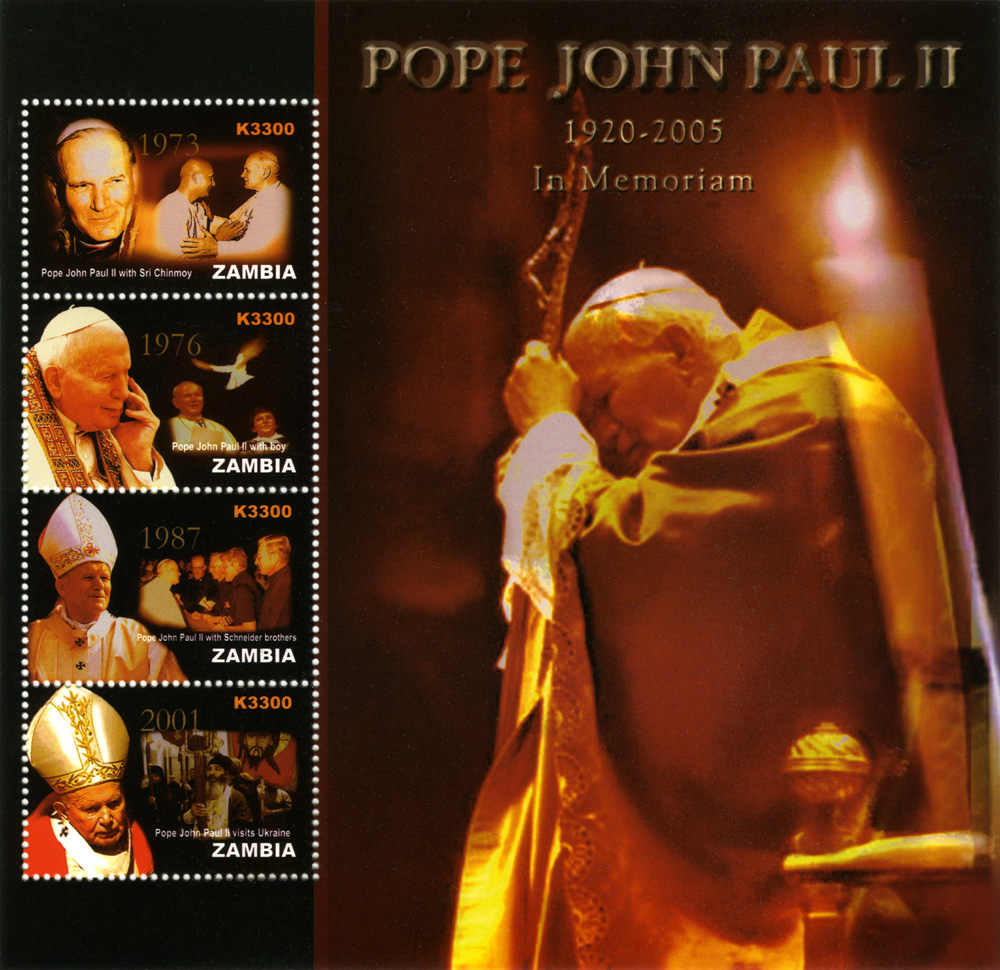 POPE JOHN PAUL II
1920-2005
In Memoriam
1973
K3300
Pope John Paul II with Sri Chinmoy
ZAMBIA
1976
K3300
Pope John Paul II with boy
ZAMBIA
1987
K3300
Pope John Paul II with Schneider brothers
ZAMBIA
2001
K3300
Pope John Paul II visits Ukraine
ZAMBIA